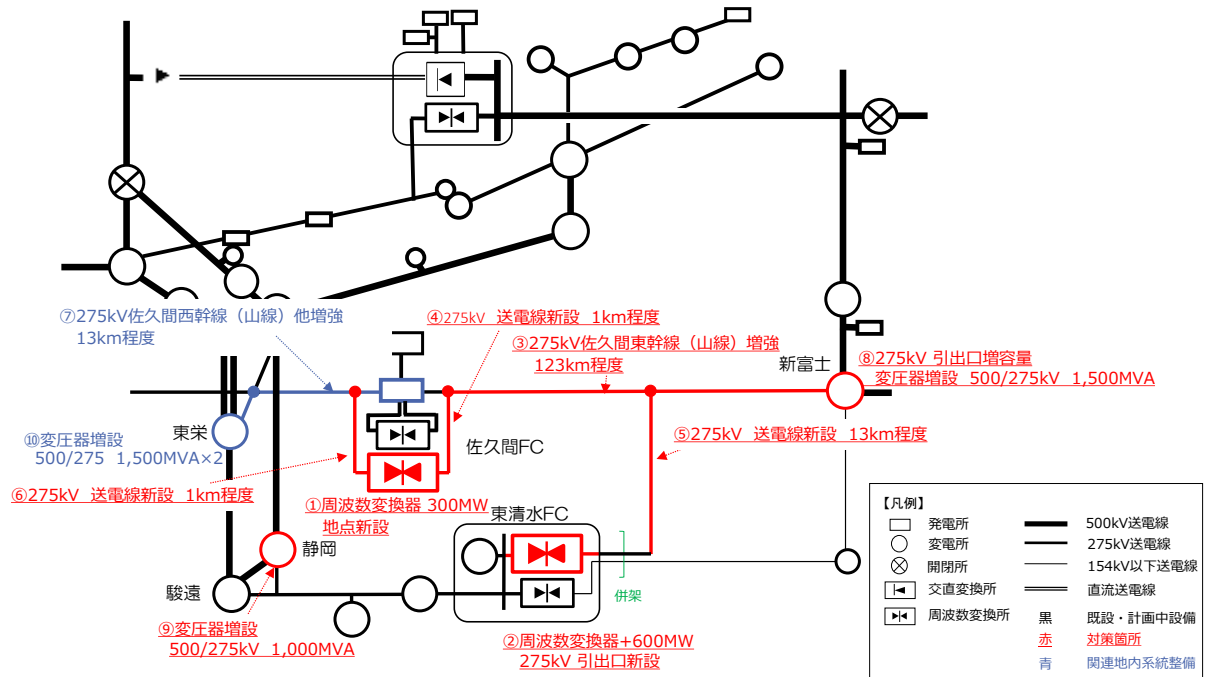 ⑦275kV佐久間西幹線（山線）他増強
13km程度
④275kV 送電線新設 1km程度
③275kV佐久間東幹線（山線）増強
123km程度
新富士
⑧275kV 引出口増容量
変圧器増設 500/275kV 1,500MVA
東栄
⑩変圧器増設
500/275 1,500MVA×2
佐久間FC
⑤275kV 送電線新設 13km程度
⑥275kV 送電線新設 1km程度
①周波数変換器 300MW
地点新設
東清水FC
静岡
駿遠
併架
⑨変圧器増設
500/275kV 1,000MVA
②周波数変換器+600MW
275kV 引出口新設
【凡例】
発電所
500kV送電線
変電所
275kV送電線
開閉所
154kV以下送電線
交直変換所
直流送電線
周波数変換所
黒 既設・計画中設備
赤 対策箇所
青 関連地内系統整備